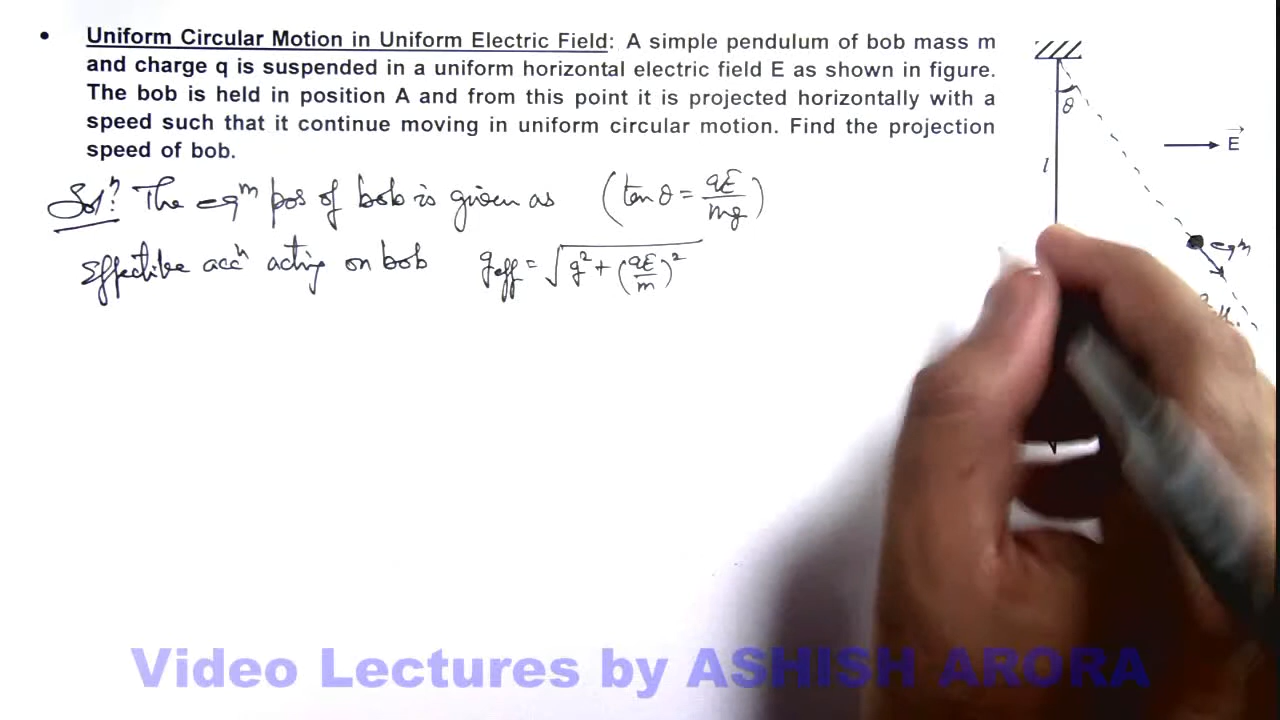 • Uniform Circular Motion in Uniform Electric Field: A simple pendulum of bob mass m
and charge q is suspended in a uniform horizontal electric field E as shown in figure.
The bob is held in position A and from this point it is projected horizontally with a
speed such that it continue moving in uniform circular motion. Find the projection
speed of bob.
Solⁿ: The eqᵐ pos of bob is given as (tan θ = qE/mg)
Effective accⁿ acting on bob g_eff = √(g² + (qE/m)²)
θ
E
l
eqᵐ
Video Lectures by ASHISH ARORA